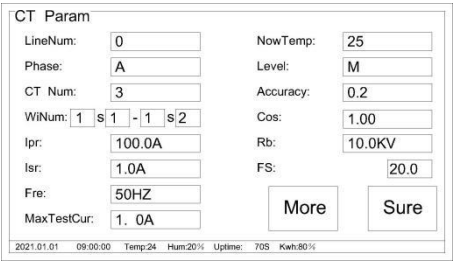 CT Param
LineNum: 0 NowTemp: 25
Phase: A Level: M
CT Num: 3 Accuracy: 0.2
WiNum: 1 s 1 - 1 s 2 Cos: 1.00
Ipr: 100.0A Rb: 10.0KV
Isr: 1.0A FS: 20.0
Fre: 50HZ
MaxTestCur: 1. 0A
More Sure
2021.01.01 09:00:00 Temp:24 Hum:20% Uptime: 70S Kwh:80%